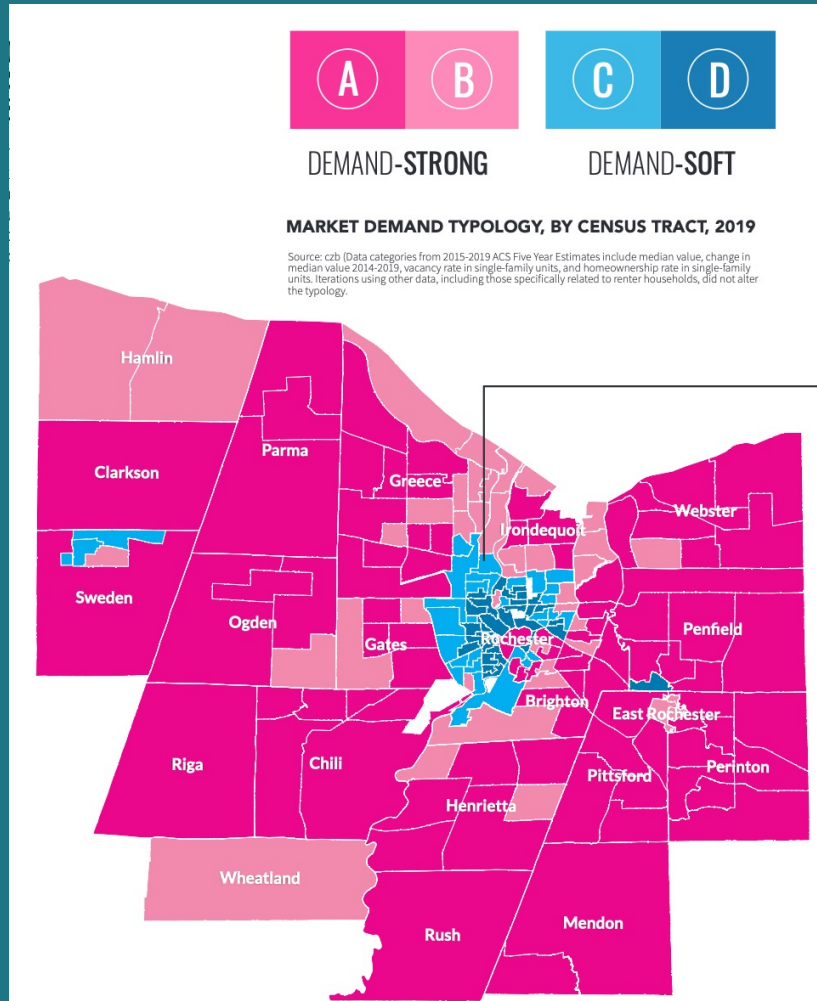 A B C D
DEMAND-STRONG DEMAND-SOFT
MARKET DEMAND TYPOLOGY, BY CENSUS TRACT, 2019
Source: czb (Data categories from 2015-2019 ACS Five Year Estimates include median value, change in
median value 2014-2019, vacancy rate in single-family units, and homeownership rate in single-family
units. Iterations using other data, including those specifically related to renter households, did not alter
the typology.
Hamlin
Parma
Clarkson
Greece
Webster
Irondequoit
Sweden
Ogden
Gates
Rochester
Penfield
Brighton
East Rochester
Riga
Chili
Pittsford
Perinton
Henrietta
Wheatland
Mendon
Rush